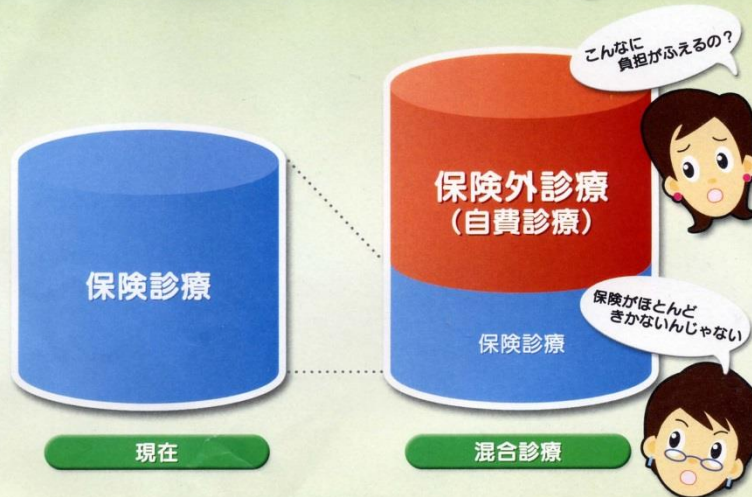 こんなに
負担がふえるの?
保険外診療
(自費診療)
保険診療
保険がほとんど
きかないんじゃない
保険診療
現在
混合診療